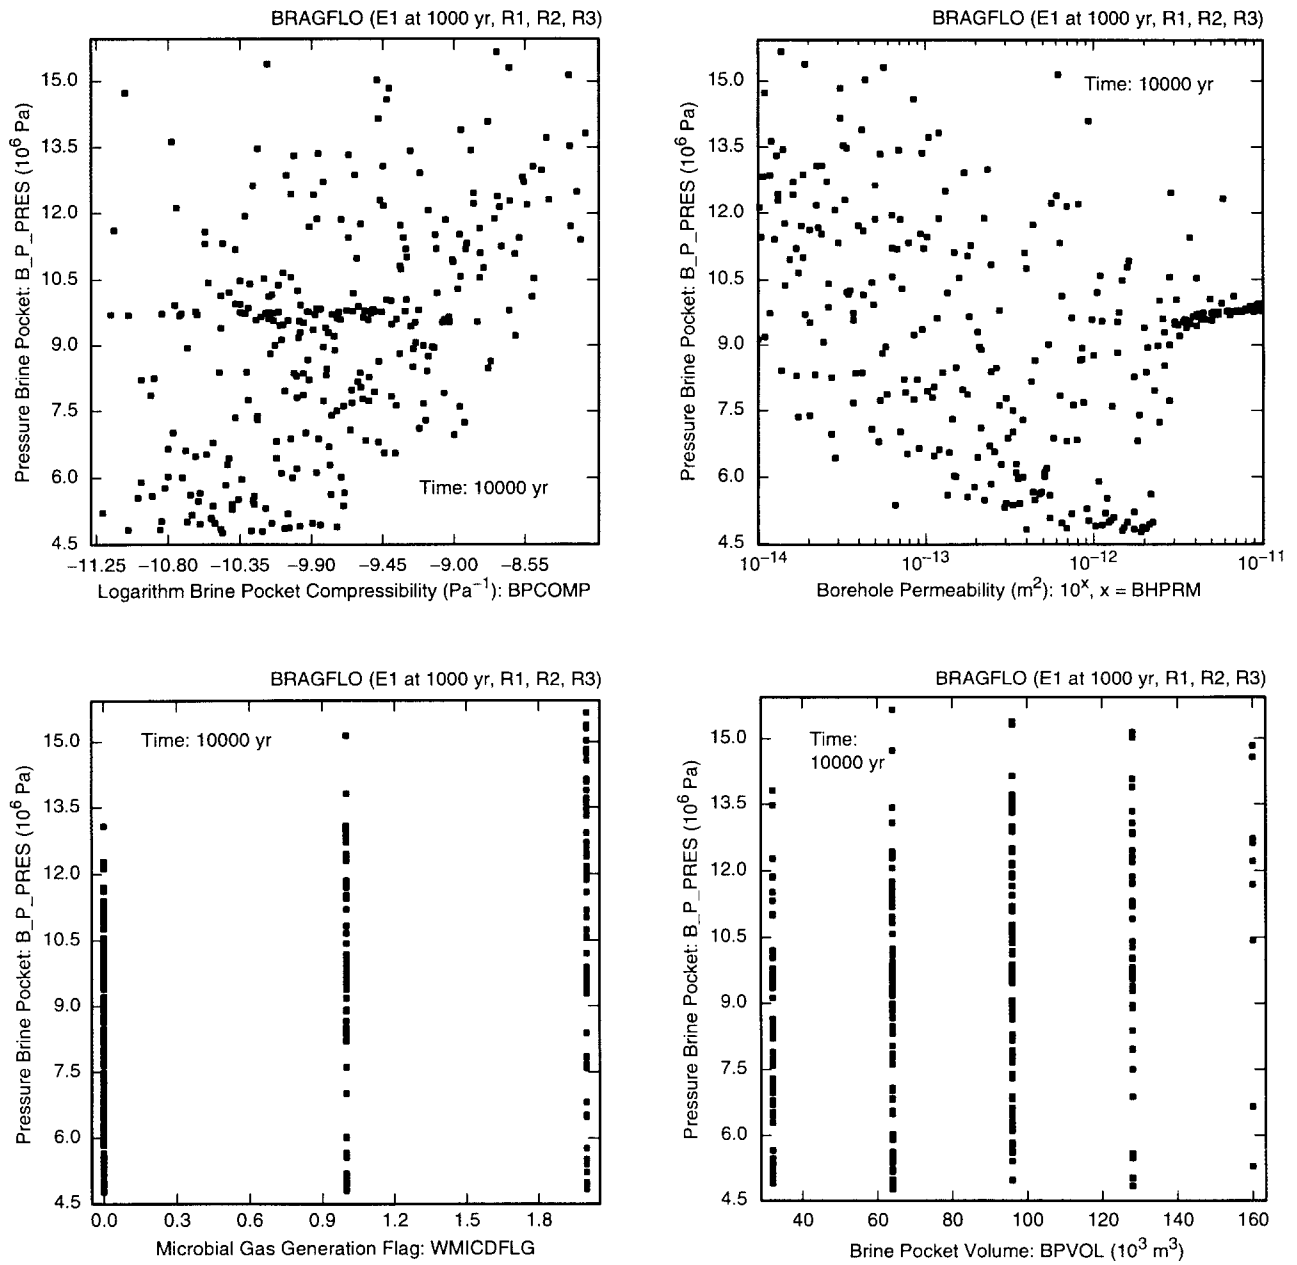 BRAGFLO (E1 at 1000 yr, R1, R2, R3)
Pressure Brine Pocket: B_P_PRES (10^6 Pa)
15.0
13.5
12.0
10.5
9.0
7.5
6.0
4.5
Time: 10000 yr
−11.25 −10.80 −10.35 −9.90 −9.45 −9.00 −8.55
Logarithm Brine Pocket Compressibility (Pa^−1): BPCOMP
BRAGFLO (E1 at 1000 yr, R1, R2, R3)
Pressure Brine Pocket: B_P_PRES (10^6 Pa)
Time: 10000 yr
15.0
13.5
12.0
10.5
9.0
7.5
6.0
4.5
10^−14 10^−13 10^−12 10^−11
Borehole Permeability (m^2): 10^x, x = BHPRM
BRAGFLO (E1 at 1000 yr, R1, R2, R3)
Pressure Brine Pocket: B_P_PRES (10^6 Pa)
Time: 10000 yr
15.0
13.5
12.0
10.5
9.0
7.5
6.0
4.5
0.0 0.3 0.6 0.9 1.2 1.5 1.8
Microbial Gas Generation Flag: WMICDFLG
BRAGFLO (E1 at 1000 yr, R1, R2, R3)
Pressure Brine Pocket: B_P_PRES (10^6 Pa)
Time:
10000 yr
15.0
13.5
12.0
10.5
9.0
7.5
6.0
4.5
40 60 80 100 120 140 160
Brine Pocket Volume: BPVOL (10^3 m^3)